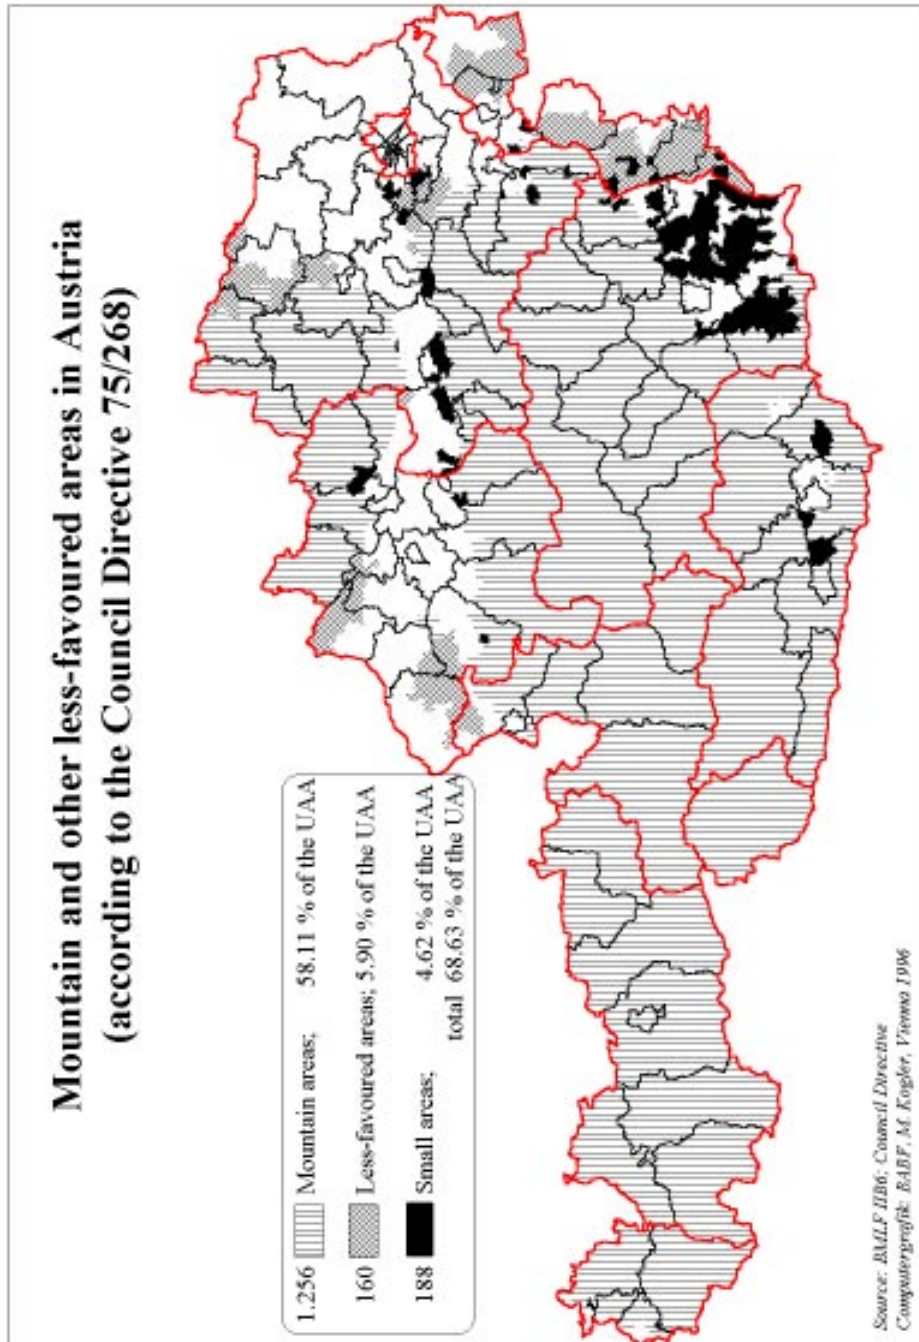 Mountain and other less-favoured areas in Austria
(according to the Council Directive 75/268)
1.256 Mountain areas; 58.11 % of the UAA
160 Less-favoured areas; 5.90 % of the UAA
188 Small areas; 4.62 % of the UAA
total 68.63 % of the UAA
Source: BMLF IIB6; Council Directive
Computergrafik: BABF, M. Kogler, Vienna 1996